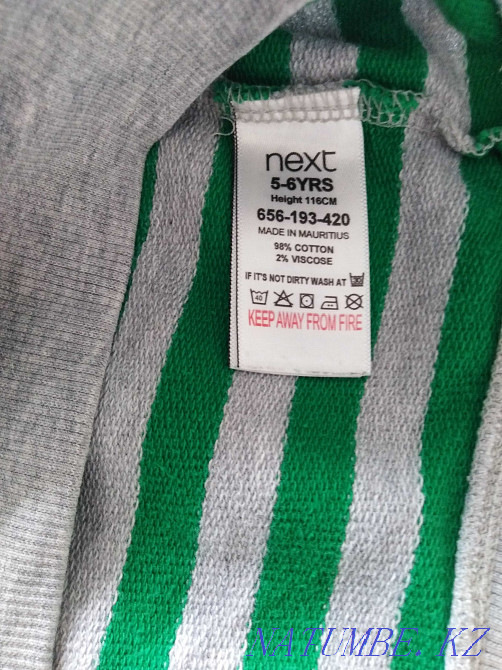 next
5-6YRS
Height 116CM
656-193-420
MADE IN MAURITIUS
98% COTTON
2% VISCOSE
IF IT'S NOT DIRTY WASH AT
40
KEEP AWAY FROM FIRE
NATUMBE.KZ